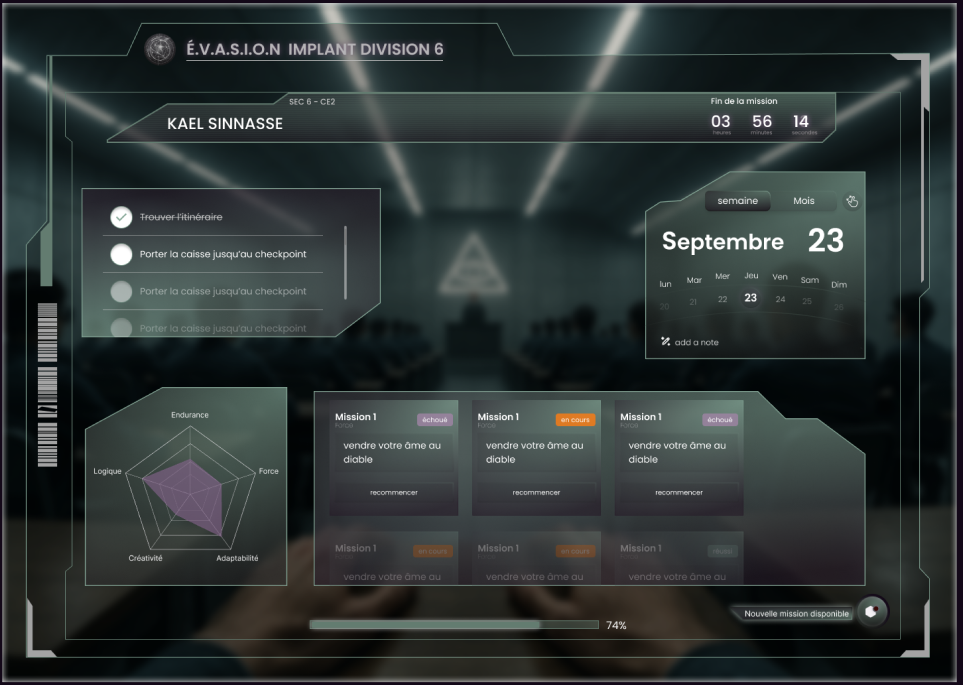 É.V.A.S.I.O.N IMPLANT DIVISION 6
SEC 6 - CE2
KAEL SINNASSE
Fin de la mission
03 56 14
heures minutes secondes
Trouver l'itinéraire
Porter la caisse jusqu'au checkpoint
Porter la caisse jusqu'au checkpoint
Porter la caisse jusqu'au checkpoint
semaine Mois
Septembre 23
lun Mar Mer Jeu Ven Sam Dim
20 21 22 23 24 25 26
add a note
Endurance
Logique Force
Créativité Adaptabilité
Mission 1 échoué
Force
vendre votre âme au
diable
recommencer
Mission 1 en cours
Force
vendre votre âme au
diable
recommencer
Mission 1 échoué
Force
vendre votre âme au
diable
recommencer
Mission 1 en cours
vendre votre âme au
Mission 1 en cours
vendre votre âme au
Mission 1
vendre votre âme au
74%
Nouvelle mission disponible